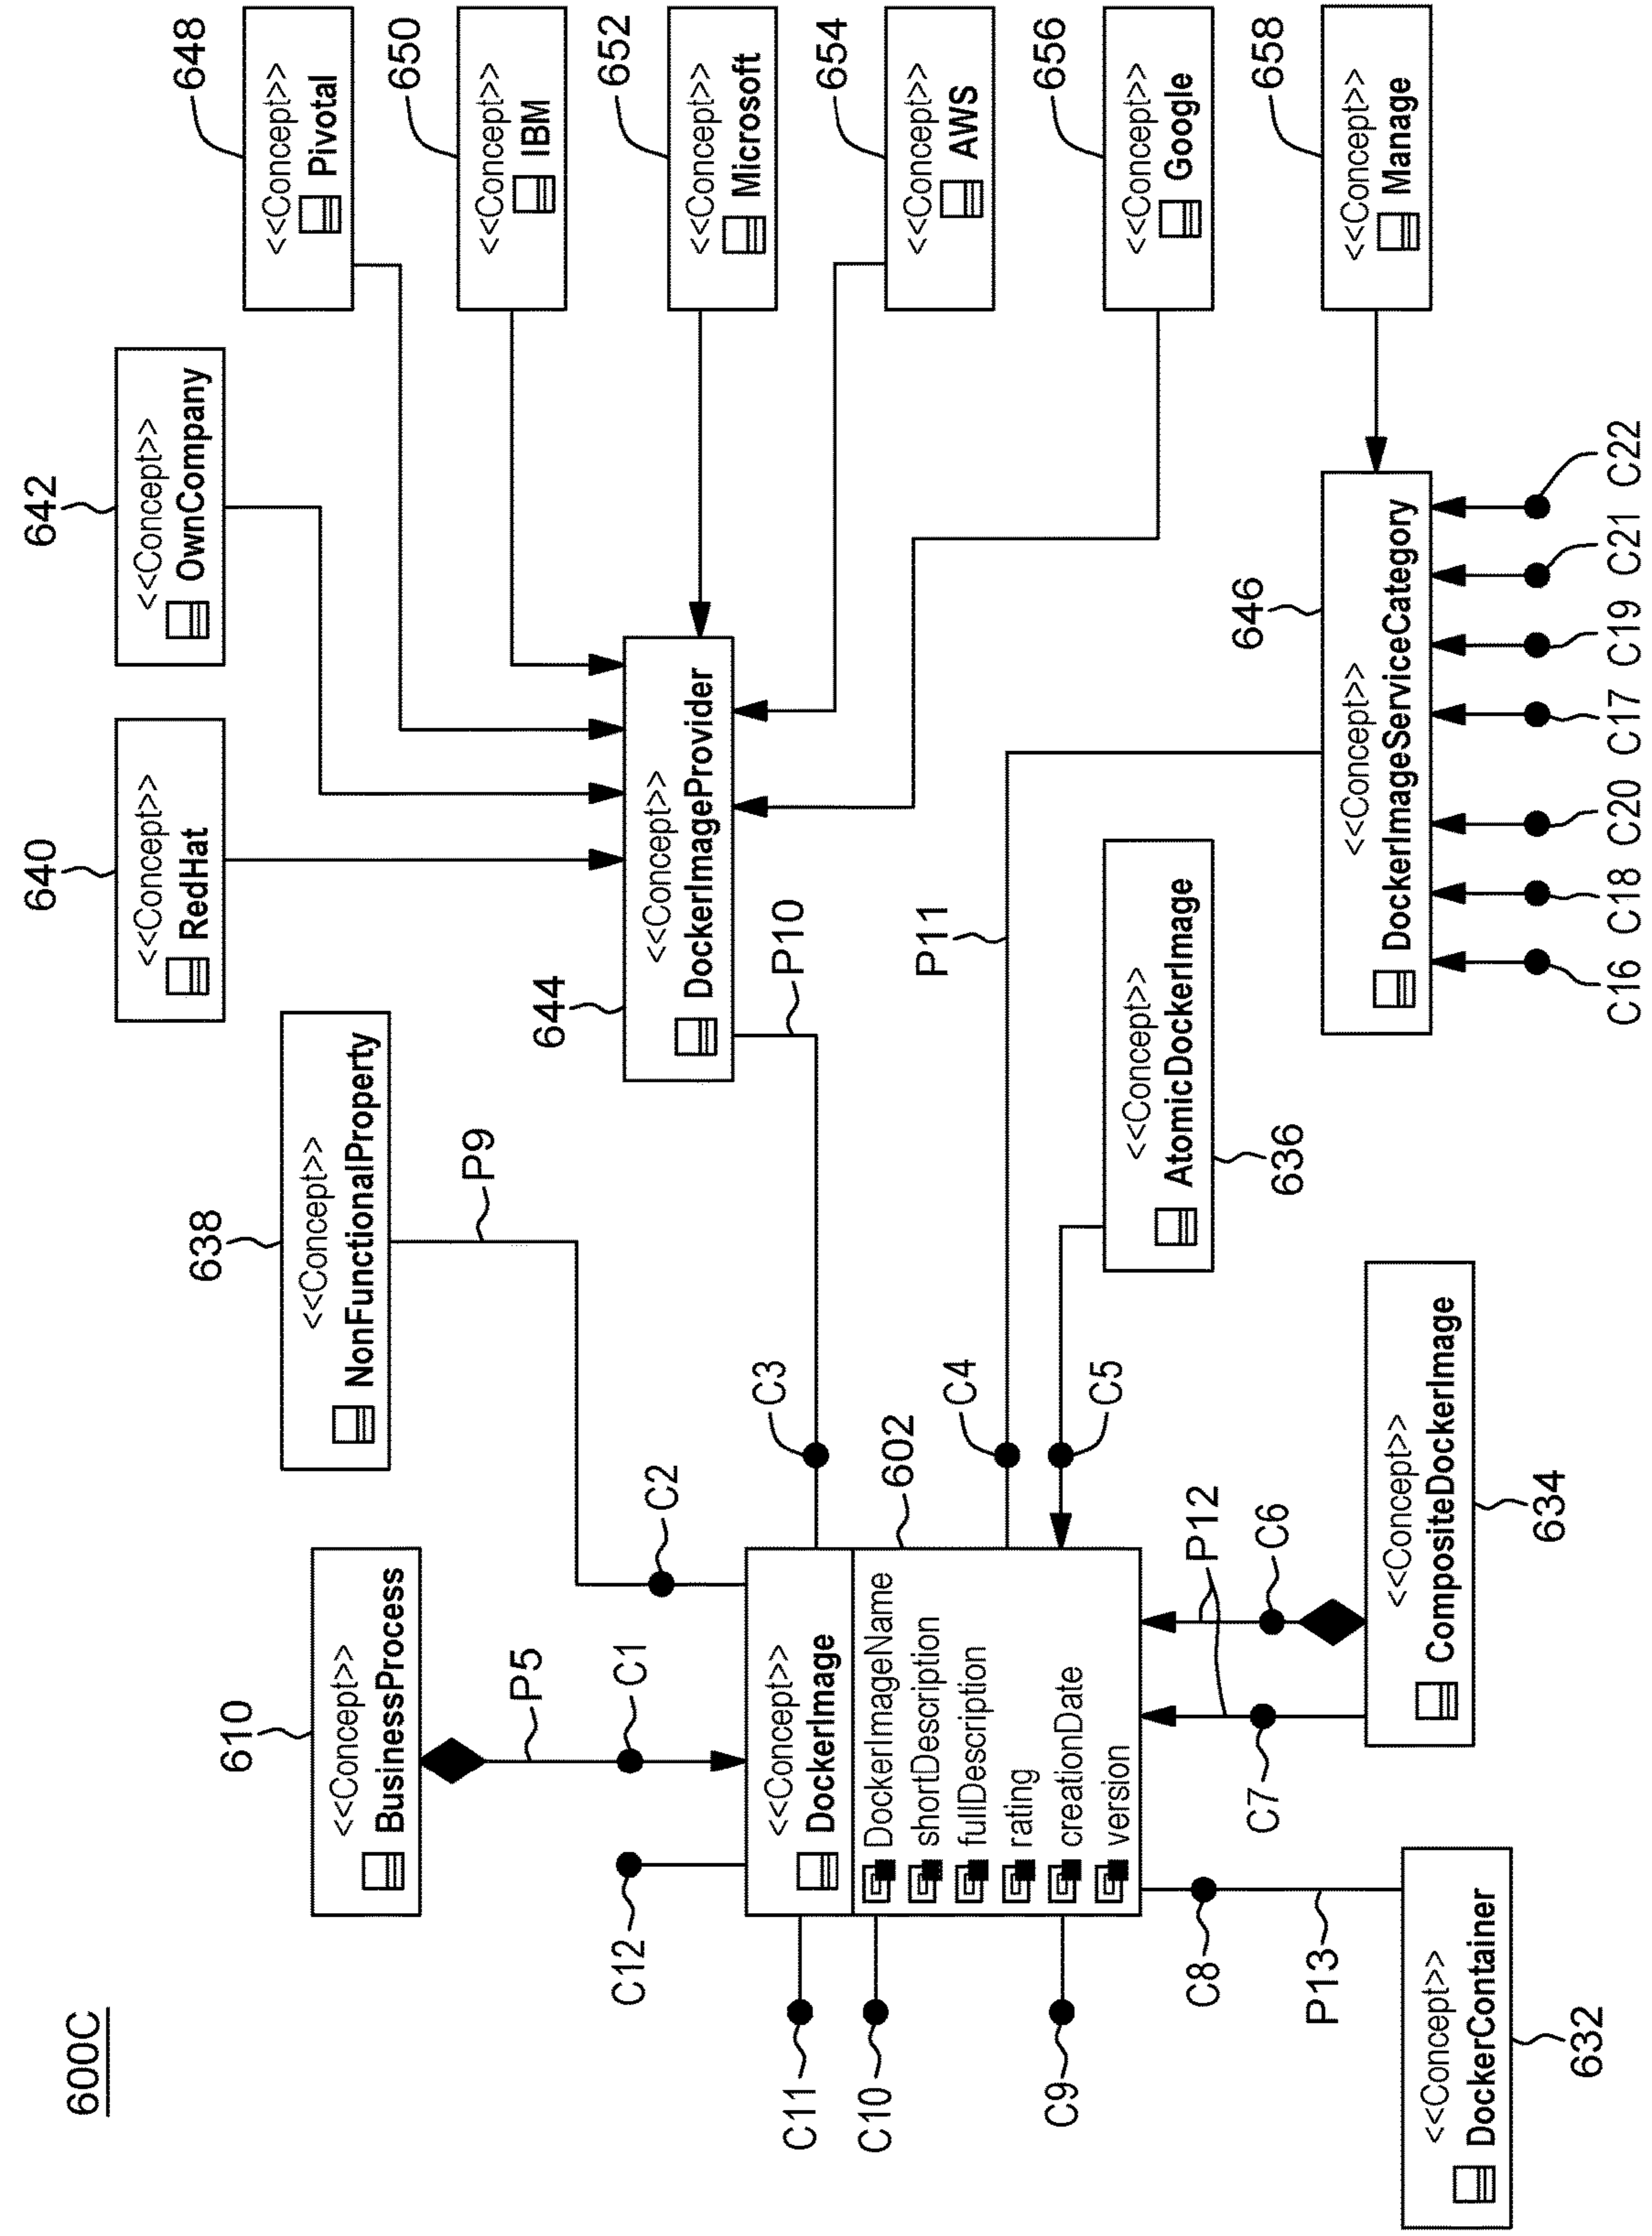 600C
610
<<Concept>>
BusinessProcess
P5
C1
C12
C11
C10
C9
<<Concept>>
DockerImage
DockerImageName
shortDescription
fullDescription
rating
creationDate
version
602
C2
C3
C4
C5
P12
C6
C7
C8
P13
<<Concept>>
DockerContainer
632
<<Concept>>
CompositeDockerImage
634
638
<<Concept>>
NonFunctionalProperty
P9
P10
P11
<<Concept>>
AtomicDockerImage
636
640
<<Concept>>
RedHat
642
<<Concept>>
OwnCompany
644
<<Concept>>
DockerImageProvider
646
<<Concept>>
DockerImageServiceCategory
C16
C18
C20
C17
C19
C21
C22
648
<<Concept>>
Pivotal
650
<<Concept>>
IBM
652
<<Concept>>
Microsoft
654
<<Concept>>
AWS
656
<<Concept>>
Google
658
<<Concept>>
Manage